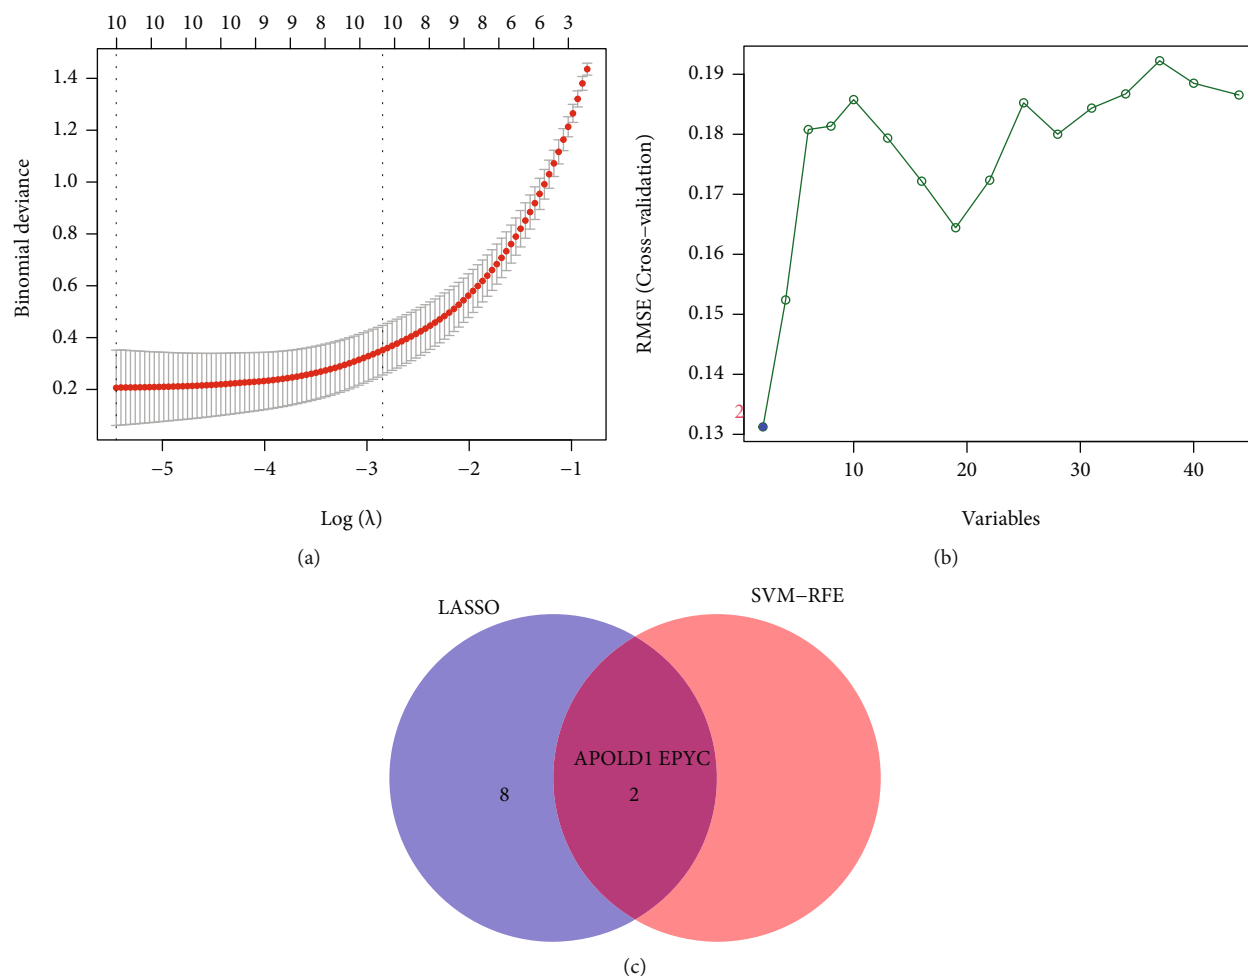 10 10 10 10 9 9 8 10 10 8 9 8 6 6 3
1.4
1.2
1.0
0.8
0.6
0.4
0.2
Binomial deviance
−5 −4 −3 −2 −1
Log (λ)
(a)
0.19
0.18
0.17
0.16
0.15
0.14
0.13
RMSE (Cross−validation)
2
10 20 30 40
Variables
(b)
LASSO
SVM−RFE
APOLD1 EPYC
8 2
(c)